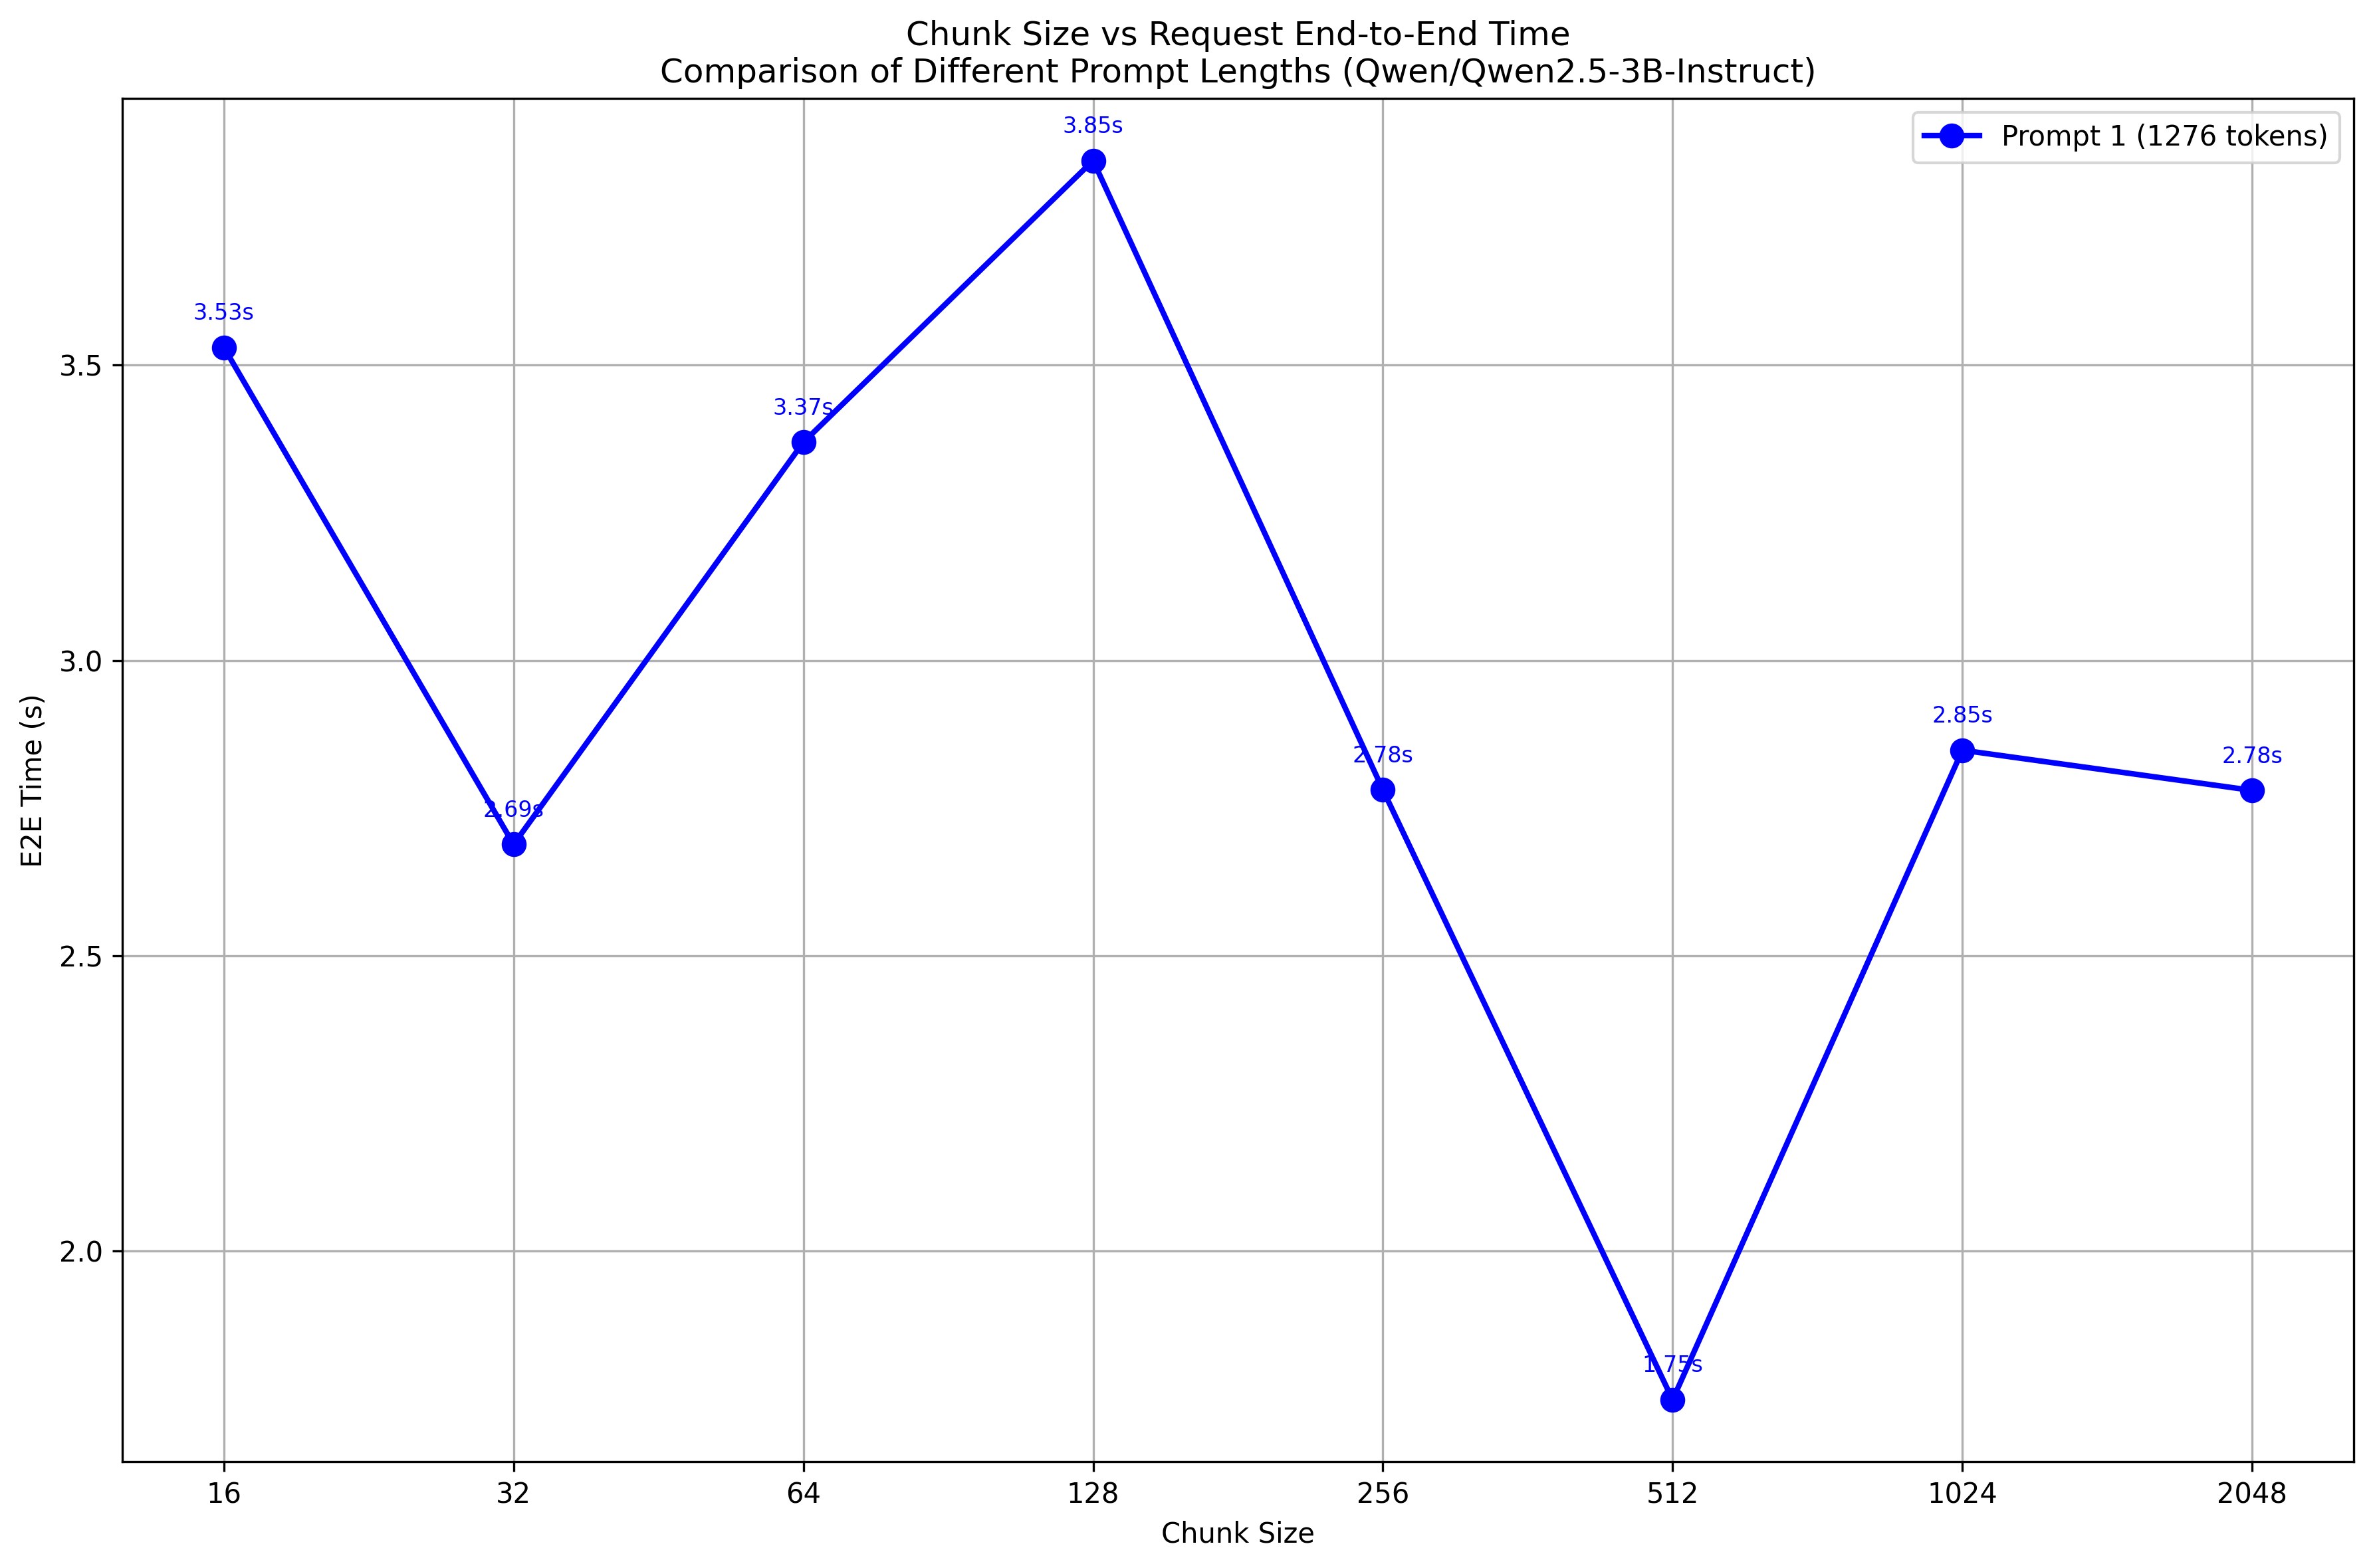 Chunk Size vs Request End-to-End Time
Comparison of Different Prompt Lengths (Qwen/Qwen2.5-3B-Instruct)
Prompt 1 (1276 tokens)
3.85s
3.53s
3.37s
2.69s
2.78s
1.75s
2.85s
2.78s
E2E Time (s)
3.5
3.0
2.5
2.0
16
32
64
128
256
512
1024
2048
Chunk Size